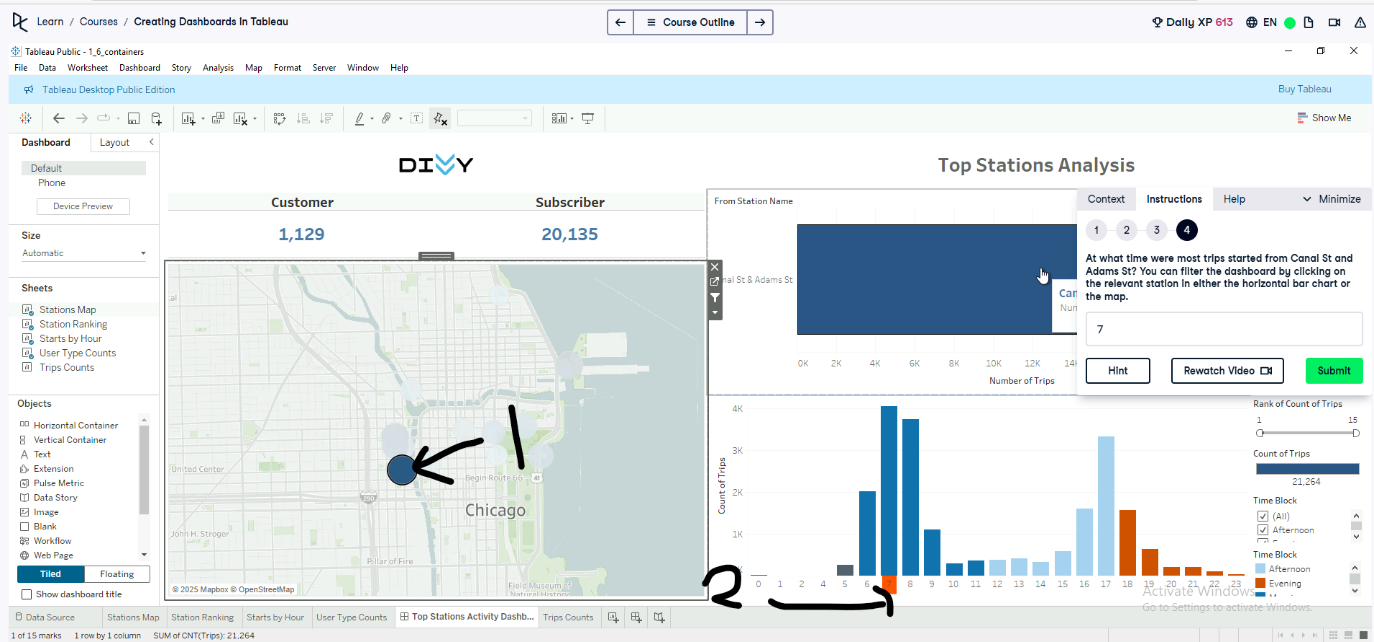 Learn / Courses / Creating Dashboards in Tableau
Course Outline
Daily XP 613 EN
Tableau Public - 1_6_containers
File Data Worksheet Dashboard Story Analysis Map Format Server Window Help
Tableau Desktop Public Edition Buy Tableau
Show Me
Dashboard Layout
Default
Phone
Device Preview
Size
Automatic
Sheets
Stations Map
Station Ranking
Starts by Hour
User Type Counts
Trips Counts
Objects
Horizontal Container
Vertical Container
Text
Extension
Pulse Metric
Data Story
Image
Blank
Workflow
Web Page
Tiled Floating
Show dashboard title
DIVVY
Top Stations Analysis
Customer Subscriber
1,129 20,135
al
United Center
John H. Stroger
290
Begin Route 66
41
Chicago
Pillar of Fire
Field Museum of
© 2025 Mapbox © OpenStreetMap
1
2
From Station Name
nal St & Adams St
Can
Num
0K 2K 4K 6K 8K 10K 12K 14
Number of Trips
Context Instructions Help Minimize
1 2 3 4
At what time were most trips started from Canal St and
Adams St? You can filter the dashboard by clicking on
the relevant station in either the horizontal bar chart or
the map.
7
Hint Rewatch Video Submit
Count of Trips
4K
3K
2K
1K
0 1 2 4 5 6 7 8 9 10 11 12 13 14 15 16 17 18 19 20 21 22 23
Rank of Count of Trips
1 15
Count of Trips
21,264
Time Block
(All)
Afternoon
Time Block
Afternoon
Evening
Activate Windows
Go to Settings to activate Windows.
Data Source Stations Map Station Ranking Starts by Hour User Type Counts Top Stations Activity Dashb... Trips Counts
1 of 15 marks 1 row by 1 column SUM of CNT(Trips): 21,264